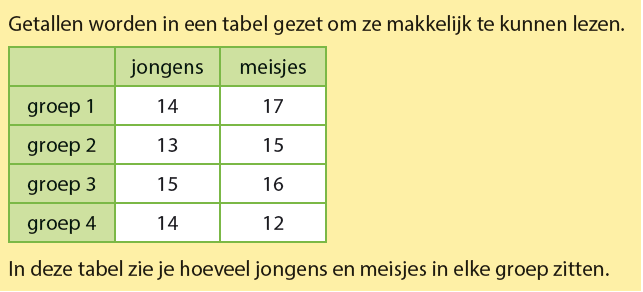 Getallen worden in een tabel gezet om ze makkelijk te kunnen lezen.
jongens meisjes
groep 1 14 17
groep 2 13 15
groep 3 15 16
groep 4 14 12
In deze tabel zie je hoeveel jongens en meisjes in elke groep zitten.